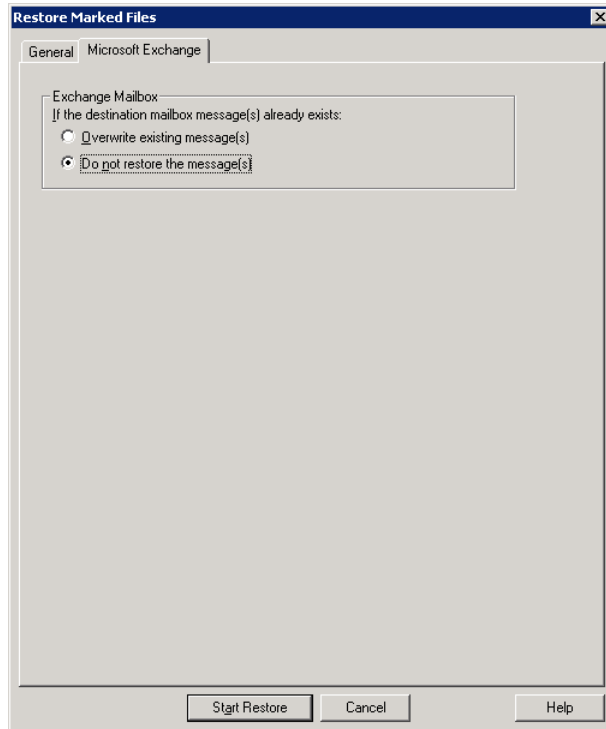 Restore Marked Files
General
Microsoft Exchange
Exchange Mailbox
If the destination mailbox message(s) already exists:
Overwrite existing message(s)
Do not restore the message(s)
Start Restore
Cancel
Help